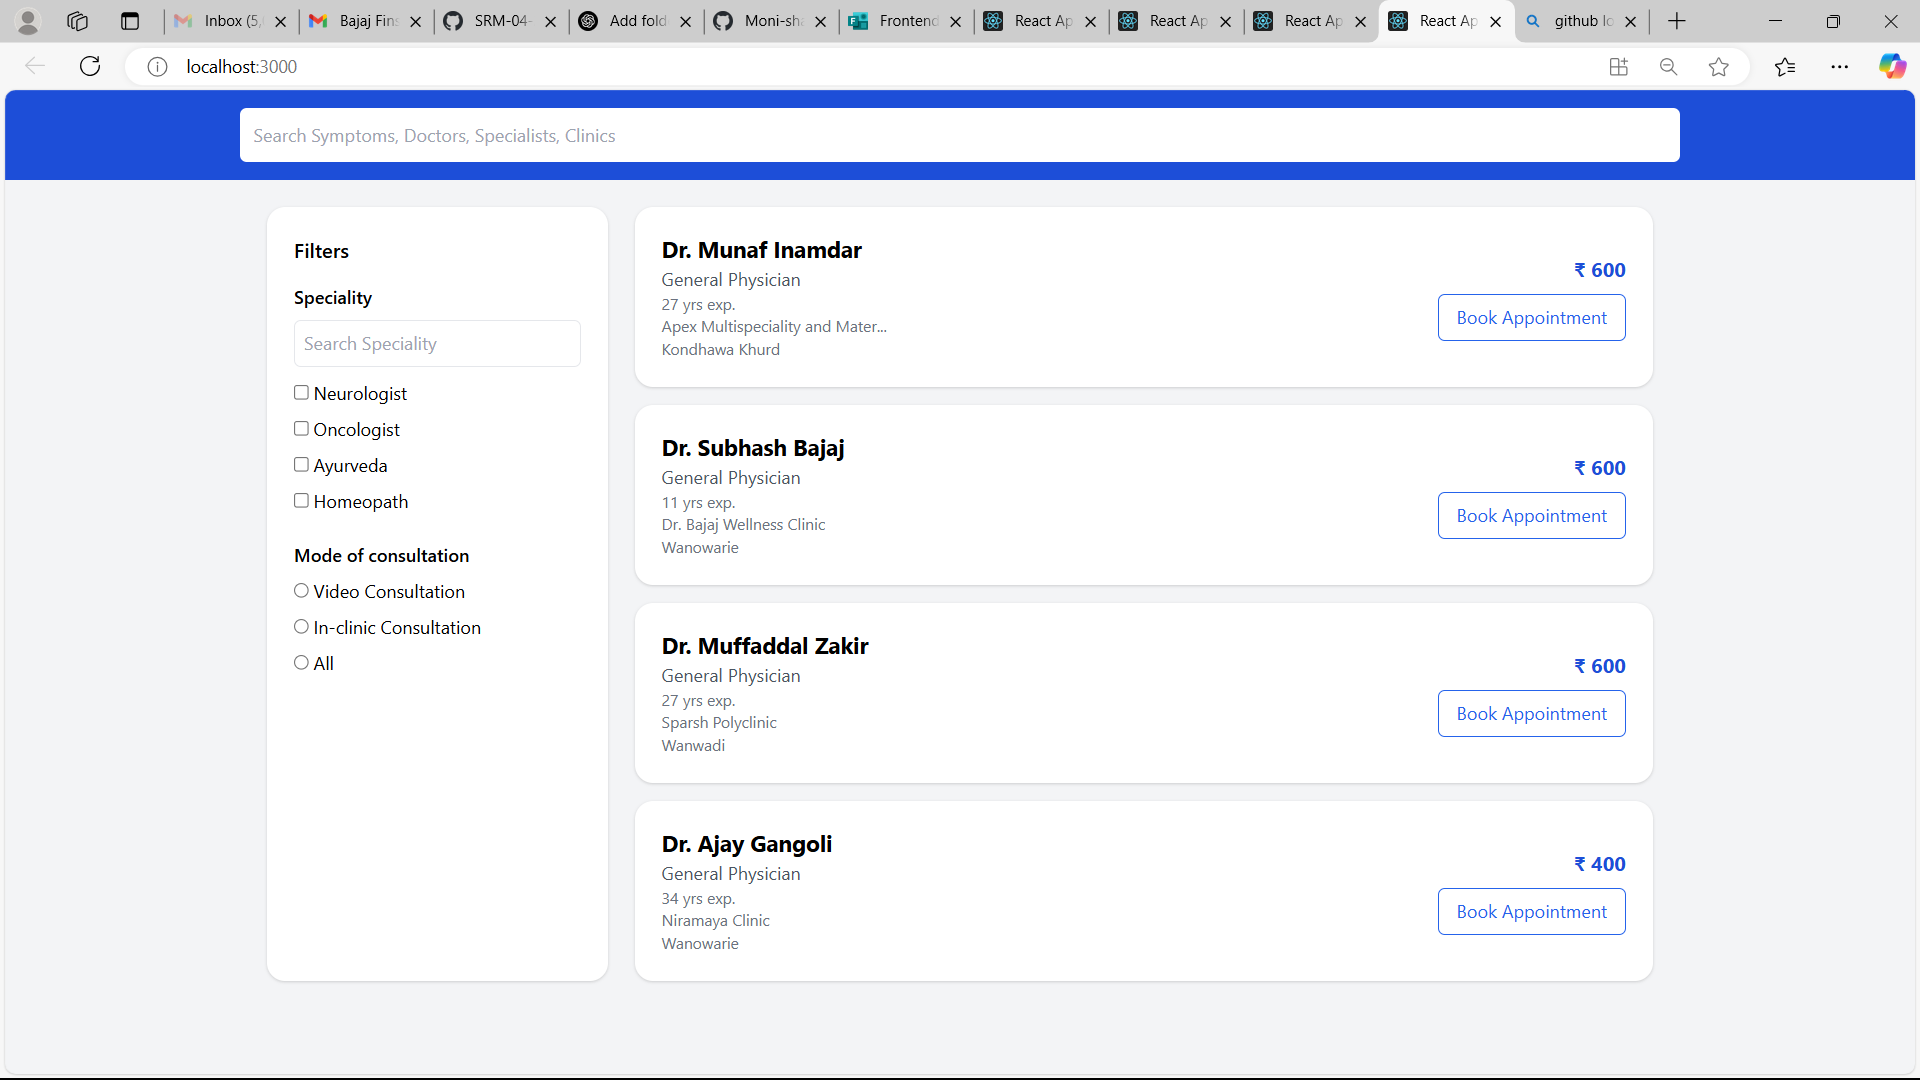 Inbox (5,
Bajaj Fins
SRM-04-
Add fold
Moni-sha
Frontend
React Ap
React Ap
React Ap
React Ap
github lo
localhost:3000
Search Symptoms, Doctors, Specialists, Clinics
Filters
Speciality
Search Speciality
Neurologist
Oncologist
Ayurveda
Homeopath
Mode of consultation
Video Consultation
In-clinic Consultation
All
Dr. Munaf Inamdar
General Physician
27 yrs exp.
Apex Multispeciality and Mater...
Kondhawa Khurd
₹ 600
Book Appointment
Dr. Subhash Bajaj
General Physician
11 yrs exp.
Dr. Bajaj Wellness Clinic
Wanowarie
₹ 600
Book Appointment
Dr. Muffaddal Zakir
General Physician
27 yrs exp.
Sparsh Polyclinic
Wanwadi
₹ 600
Book Appointment
Dr. Ajay Gangoli
General Physician
34 yrs exp.
Niramaya Clinic
Wanowarie
₹ 400
Book Appointment